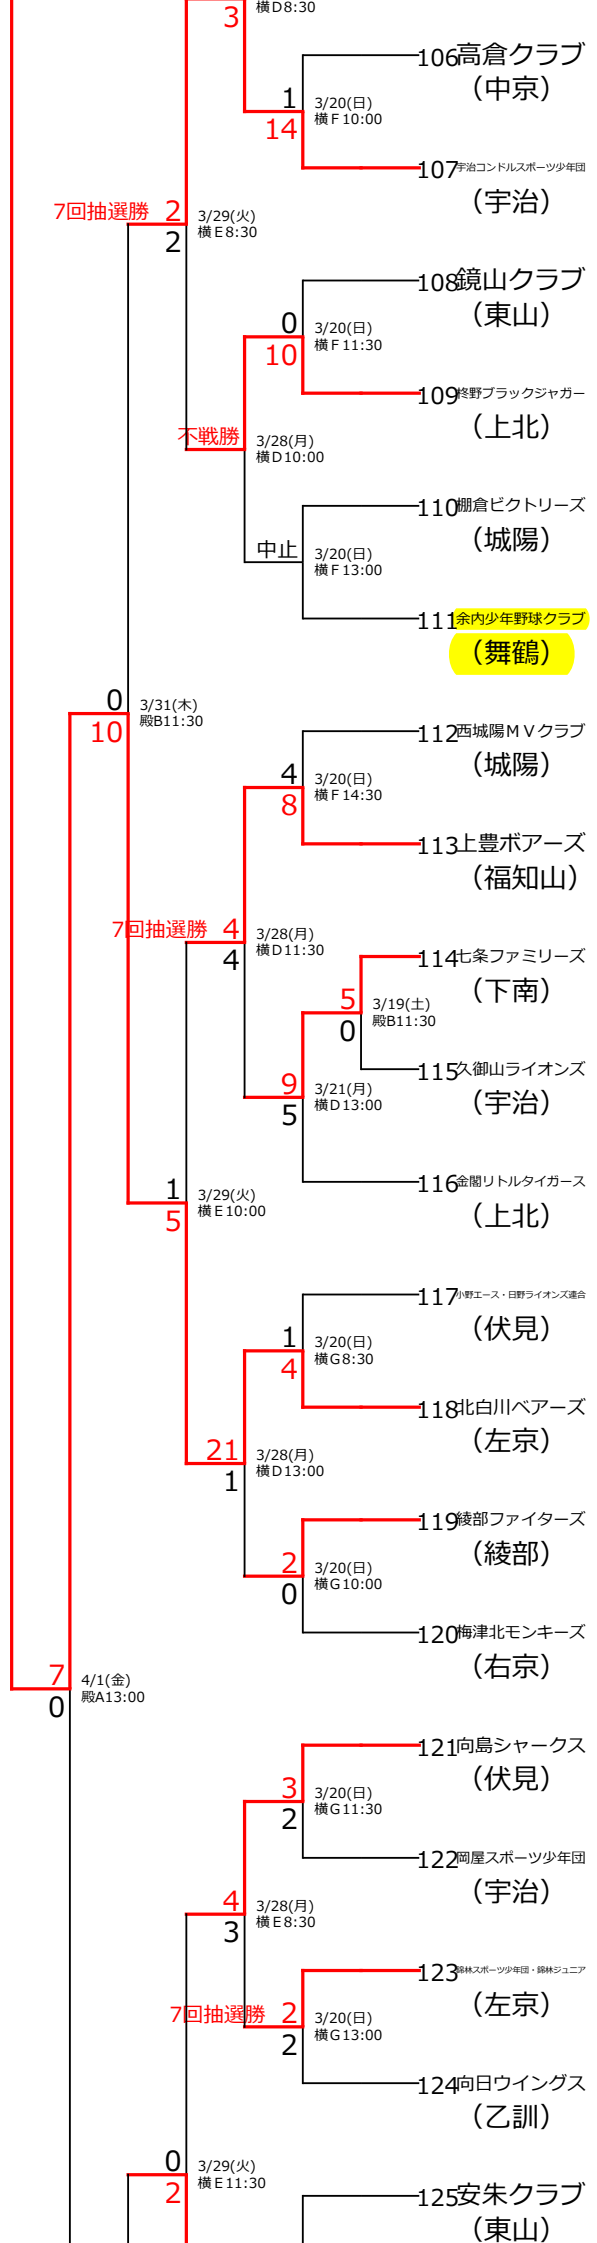 横D8:30
3
106高倉クラブ
（中京）
1
3/20(日)
14
横F10:00
107宇治コンドルスポーツ少年団
（宇治）
7回抽選勝 2
3/29(火)
2
横E8:30
108鏡山クラブ
（東山）
0
3/20(日)
10
横F11:30
109柊野ブラックジャガー
（上北）
不戦勝
3/28(月)
横D10:00
110棚倉ビクトリーズ
（城陽）
中止
3/20(日)
横F13:00
111余内少年野球クラブ
（舞鶴）
0
3/31(木)
10
殿B11:30
112西城陽ＭＶクラブ
（城陽）
4
3/20(日)
8
横F14:30
113上豊ボアーズ
（福知山）
7回抽選勝 4
3/28(月)
4
横D11:30
114七条ファミリーズ
（下南）
5
3/19(土)
0
殿B11:30
115久御山ライオンズ
（宇治）
9
3/21(月)
5
横D13:00
116金閣リトルタイガース
（上北）
1
3/29(火)
5
横E10:00
117小野エース・日野ライオンズ連合
（伏見）
1
3/20(日)
4
横G8:30
118北白川ベアーズ
（左京）
21
3/28(月)
1
横D13:00
119綾部ファイターズ
（綾部）
2
3/20(日)
0
横G10:00
120梅津北モンキーズ
（右京）
7
4/1(金)
0
殿A13:00
121向島シャークス
（伏見）
3
3/20(日)
2
横G11:30
122岡屋スポーツ少年団
（宇治）
4
3/28(月)
3
横E8:30
123錦林スポーツ少年団・錦林ジュニア
（左京）
7回抽選勝 2
3/20(日)
2
横G13:00
124向日ウイングス
（乙訓）
0
3/29(火)
2
横E11:30
125安朱クラブ
（東山）